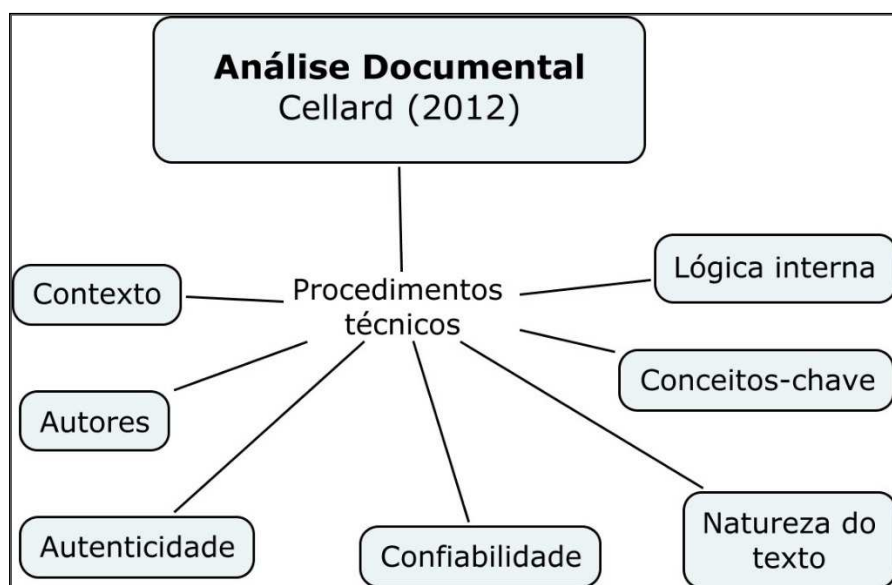 Análise Documental
Cellard (2012)
Procedimentos
técnicos
Contexto
Autores
Autenticidade
Confiabilidade
Natureza do
texto
Conceitos-chave
Lógica interna